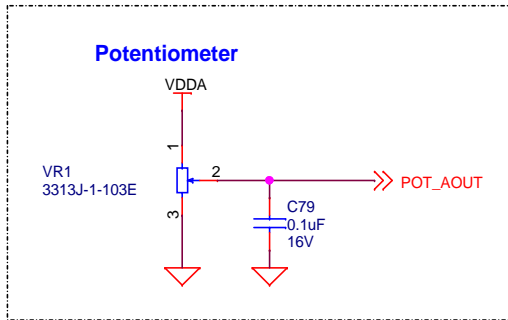 Potentiometer
VDDA
1
VR1
3313J-1-103E
2
POT_AOUT
3
C79
0.1uF
16V